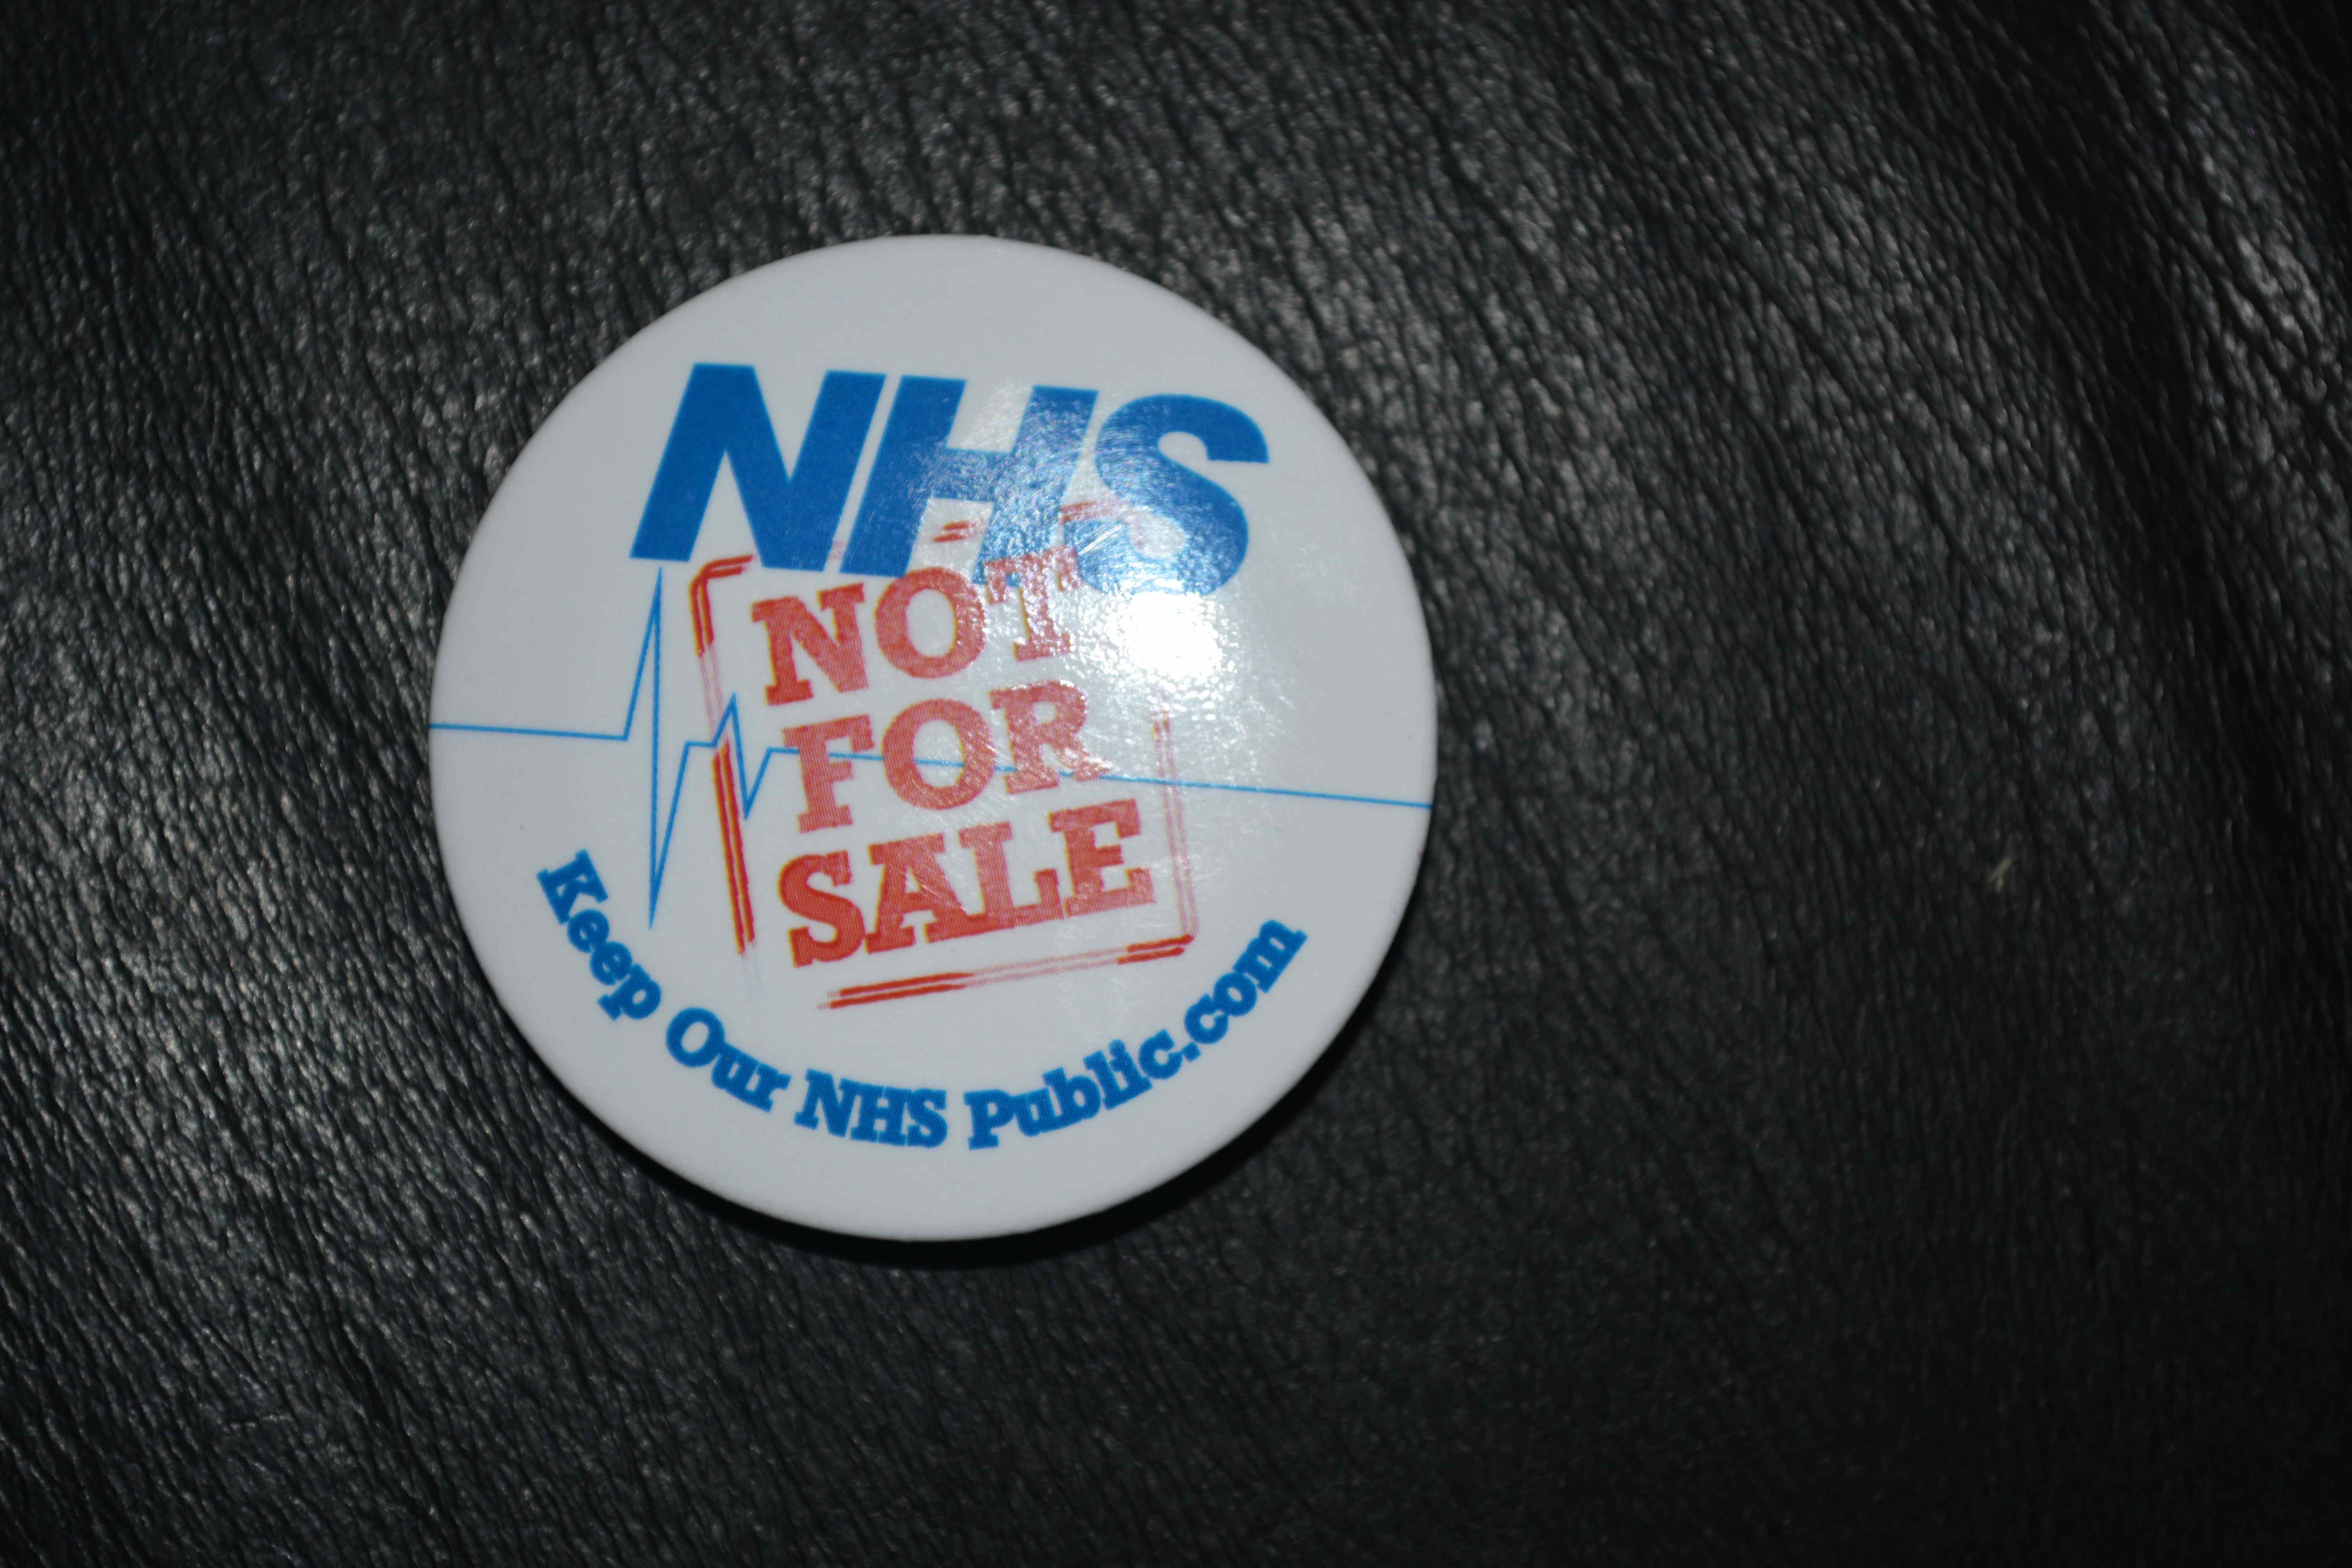 NHS
NOT
FOR
SALE
Keep Our NHS Public.com